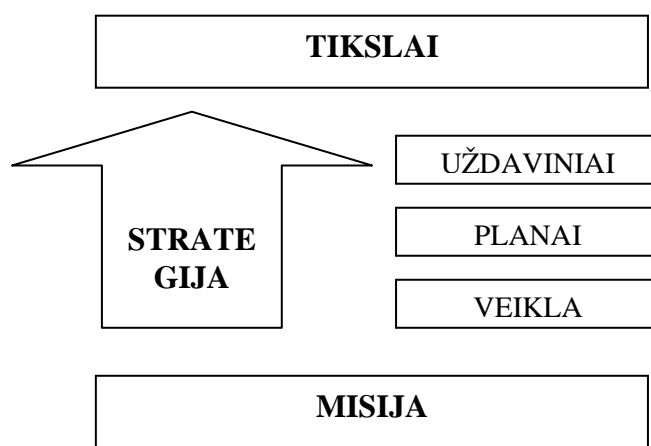 TIKSLAI
UŽDAVINIAI
PLANAI
STRATE
GIJA
VEIKLA
MISIJA